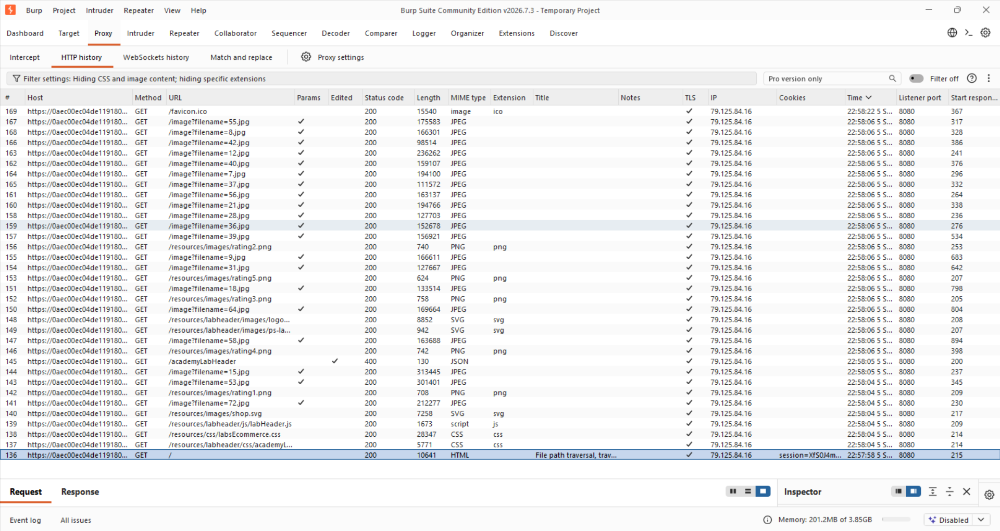 Burp Project Intruder Repeater View Help Burp Suite Community Edition v2026.7.3 - Temporary Project
Dashboard Target Proxy Intruder Repeater Collaborator Sequencer Decoder Comparer Logger Organizer Extensions Discover
Intercept HTTP history WebSockets history Match and replace Proxy settings
Filter settings: Hiding CSS and image content; hiding specific extensions Pro version only Filter off
# Host Method URL Params Edited Status code Length MIME type Extension Title Notes TLS IP Cookies Time Listener port Start respon...
169 https://0aec00ec04de119180... GET /favicon.ico 200 15540 image ico ✓ 79.125.84.16 22:58:22 5 S... 8080 367
167 https://0aec00ec04de119180... GET /image?filename=55.jpg ✓ 200 175583 JPEG ✓ 79.125.84.16 22:58:06 5 S... 8080 317
168 https://0aec00ec04de119180... GET /image?filename=8.jpg ✓ 200 166301 JPEG ✓ 79.125.84.16 22:58:06 5 S... 8080 328
166 https://0aec00ec04de119180... GET /image?filename=42.jpg ✓ 200 98514 JPEG ✓ 79.125.84.16 22:58:06 5 S... 8080 386
163 https://0aec00ec04de119180... GET /image?filename=12.jpg ✓ 200 236262 JPEG ✓ 79.125.84.16 22:58:06 5 S... 8080 241
162 https://0aec00ec04de119180... GET /image?filename=40.jpg ✓ 200 159107 JPEG ✓ 79.125.84.16 22:58:06 5 S... 8080 376
164 https://0aec00ec04de119180... GET /image?filename=7.jpg ✓ 200 194100 JPEG ✓ 79.125.84.16 22:58:06 5 S... 8080 296
165 https://0aec00ec04de119180... GET /image?filename=37.jpg ✓ 200 111572 JPEG ✓ 79.125.84.16 22:58:06 5 S... 8080 332
161 https://0aec00ec04de119180... GET /image?filename=56.jpg ✓ 200 163137 JPEG ✓ 79.125.84.16 22:58:06 5 S... 8080 264
160 https://0aec00ec04de119180... GET /image?filename=21.jpg ✓ 200 194766 JPEG ✓ 79.125.84.16 22:58:06 5 S... 8080 338
158 https://0aec00ec04de119180... GET /image?filename=28.jpg ✓ 200 127703 JPEG ✓ 79.125.84.16 22:58:06 5 S... 8080 236
159 https://0aec00ec04de119180... GET /image?filename=36.jpg ✓ 200 152678 JPEG ✓ 79.125.84.16 22:58:06 5 S... 8080 276
157 https://0aec00ec04de119180... GET /image?filename=39.jpg ✓ 200 156921 JPEG ✓ 79.125.84.16 22:58:06 5 S... 8080 534
156 https://0aec00ec04de119180... GET /resources/images/rating2.png 200 740 PNG png ✓ 79.125.84.16 22:58:06 5 S... 8080 253
155 https://0aec00ec04de119180... GET /image?filename=9.jpg ✓ 200 166611 JPEG ✓ 79.125.84.16 22:58:06 5 S... 8080 683
154 https://0aec00ec04de119180... GET /image?filename=31.jpg ✓ 200 127667 JPEG ✓ 79.125.84.16 22:58:06 5 S... 8080 642
153 https://0aec00ec04de119180... GET /resources/images/rating5.png 200 624 PNG png ✓ 79.125.84.16 22:58:06 5 S... 8080 207
151 https://0aec00ec04de119180... GET /image?filename=18.jpg ✓ 200 133514 JPEG ✓ 79.125.84.16 22:58:06 5 S... 8080 798
152 https://0aec00ec04de119180... GET /resources/images/rating3.png 200 758 PNG png ✓ 79.125.84.16 22:58:06 5 S... 8080 205
150 https://0aec00ec04de119180... GET /image?filename=64.jpg ✓ 200 169664 JPEG ✓ 79.125.84.16 22:58:06 5 S... 8080 804
148 https://0aec00ec04de119180... GET /resources/labheader/images/logo... 200 8852 SVG svg ✓ 79.125.84.16 22:58:06 5 S... 8080 208
149 https://0aec00ec04de119180... GET /resources/labheader/images/ps-la... 200 942 SVG svg ✓ 79.125.84.16 22:58:06 5 S... 8080 207
147 https://0aec00ec04de119180... GET /image?filename=58.jpg ✓ 200 163688 JPEG ✓ 79.125.84.16 22:58:06 5 S... 8080 894
146 https://0aec00ec04de119180... GET /resources/images/rating4.png 200 742 PNG png ✓ 79.125.84.16 22:58:06 5 S... 8080 398
145 https://0aec00ec04de119180... GET /academyLabHeader ✓ 400 130 JSON ✓ 79.125.84.16 22:58:05 5 S... 8080 200
144 https://0aec00ec04de119180... GET /image?filename=15.jpg ✓ 200 313445 JPEG ✓ 79.125.84.16 22:58:05 5 S... 8080 237
143 https://0aec00ec04de119180... GET /image?filename=53.jpg ✓ 200 301401 JPEG ✓ 79.125.84.16 22:58:04 5 S... 8080 345
142 https://0aec00ec04de119180... GET /resources/images/rating1.png 200 708 PNG png ✓ 79.125.84.16 22:58:04 5 S... 8080 209
141 https://0aec00ec04de119180... GET /image?filename=72.jpg ✓ 200 212277 JPEG ✓ 79.125.84.16 22:58:04 5 S... 8080 230
140 https://0aec00ec04de119180... GET /resources/images/shop.svg 200 7258 SVG svg ✓ 79.125.84.16 22:58:04 5 S... 8080 217
139 https://0aec00ec04de119180... GET /resources/labheader/js/labHeader.js 200 1673 script js ✓ 79.125.84.16 22:58:04 5 S... 8080 209
138 https://0aec00ec04de119180... GET /resources/css/labsEcommerce.css 200 28347 CSS css ✓ 79.125.84.16 22:58:04 5 S... 8080 214
137 https://0aec00ec04de119180... GET /resources/labheader/css/academyL... 200 5771 CSS css ✓ 79.125.84.16 22:58:04 5 S... 8080 214
136 https://0aec00ec04de119180... GET / 200 10641 HTML File path traversal, trav... ✓ 79.125.84.16 session=XfS0J4m... 22:57:58 5 S... 8080 215
Request Response Inspector
Event log All issues Memory: 201.2MB of 3.85GB Disabled